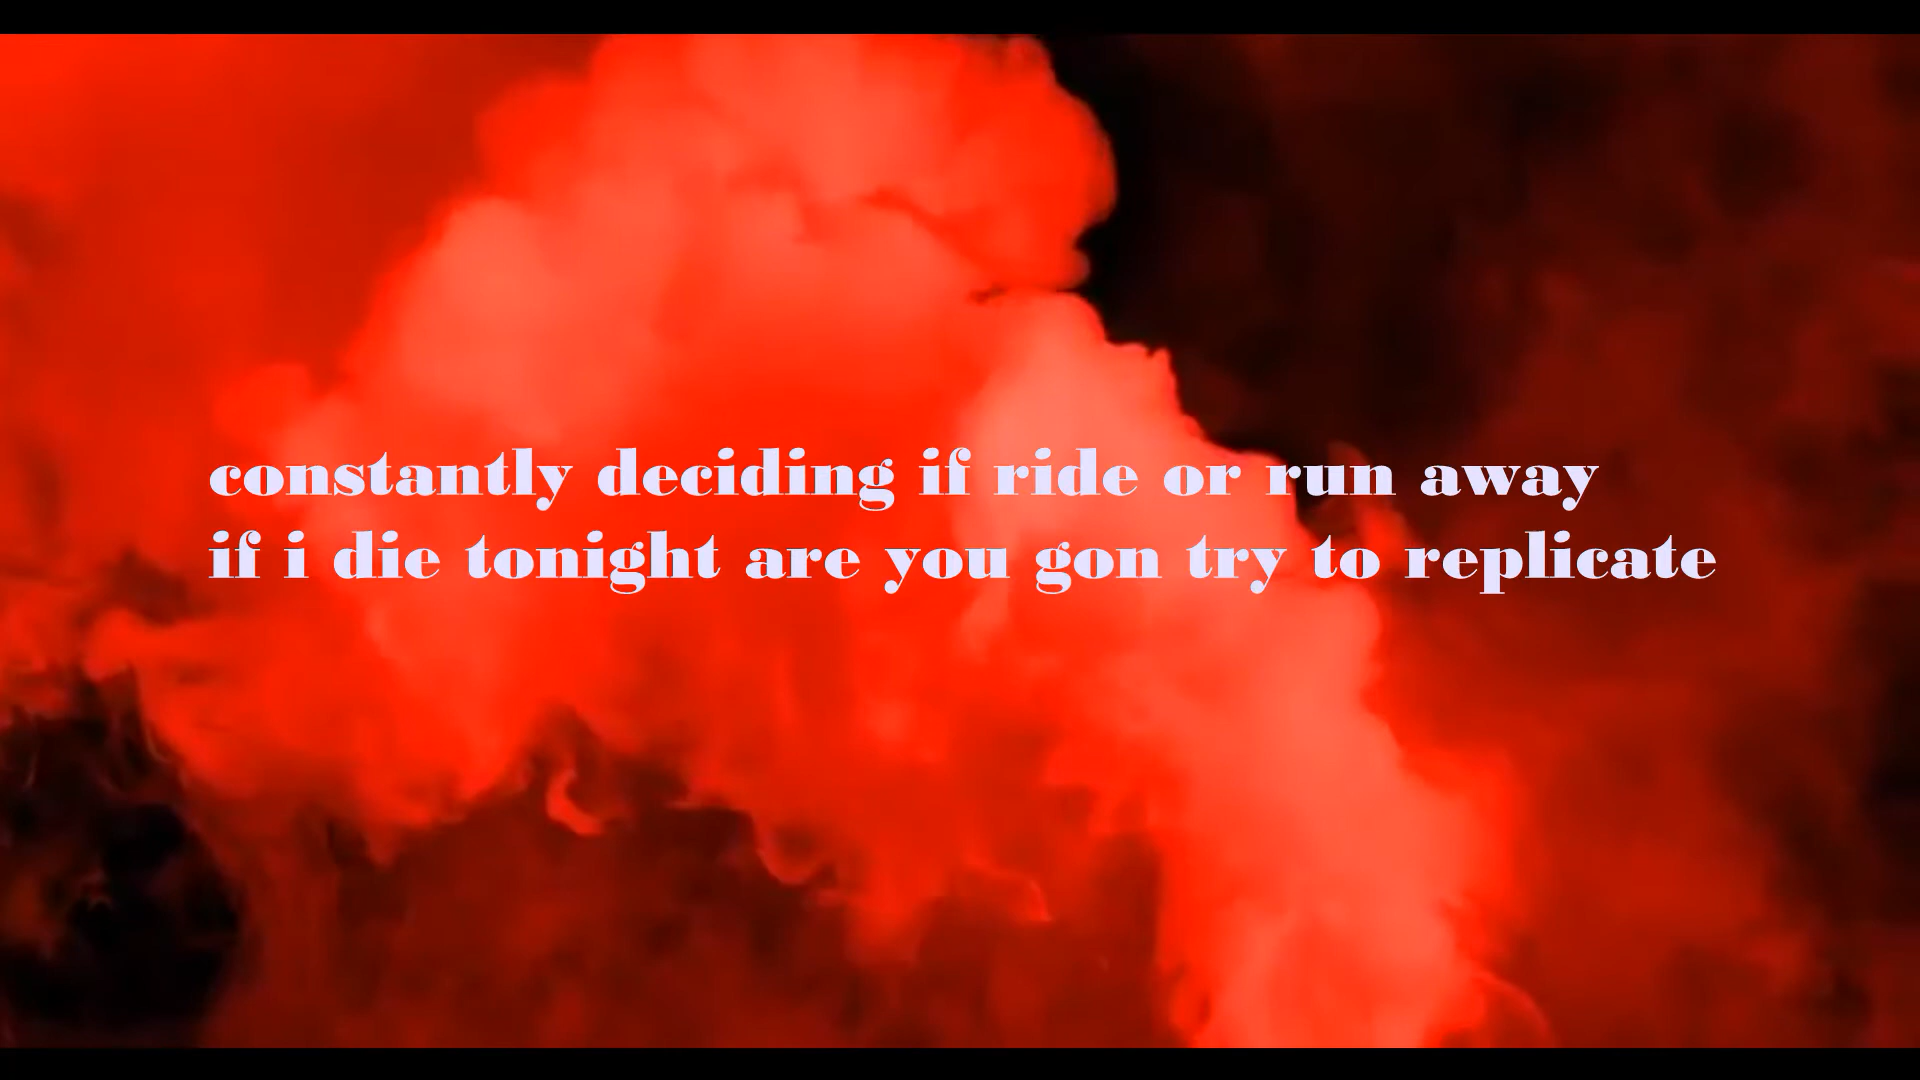 constantly deciding if ride or run away
if i die tonight are you gon try to replicate